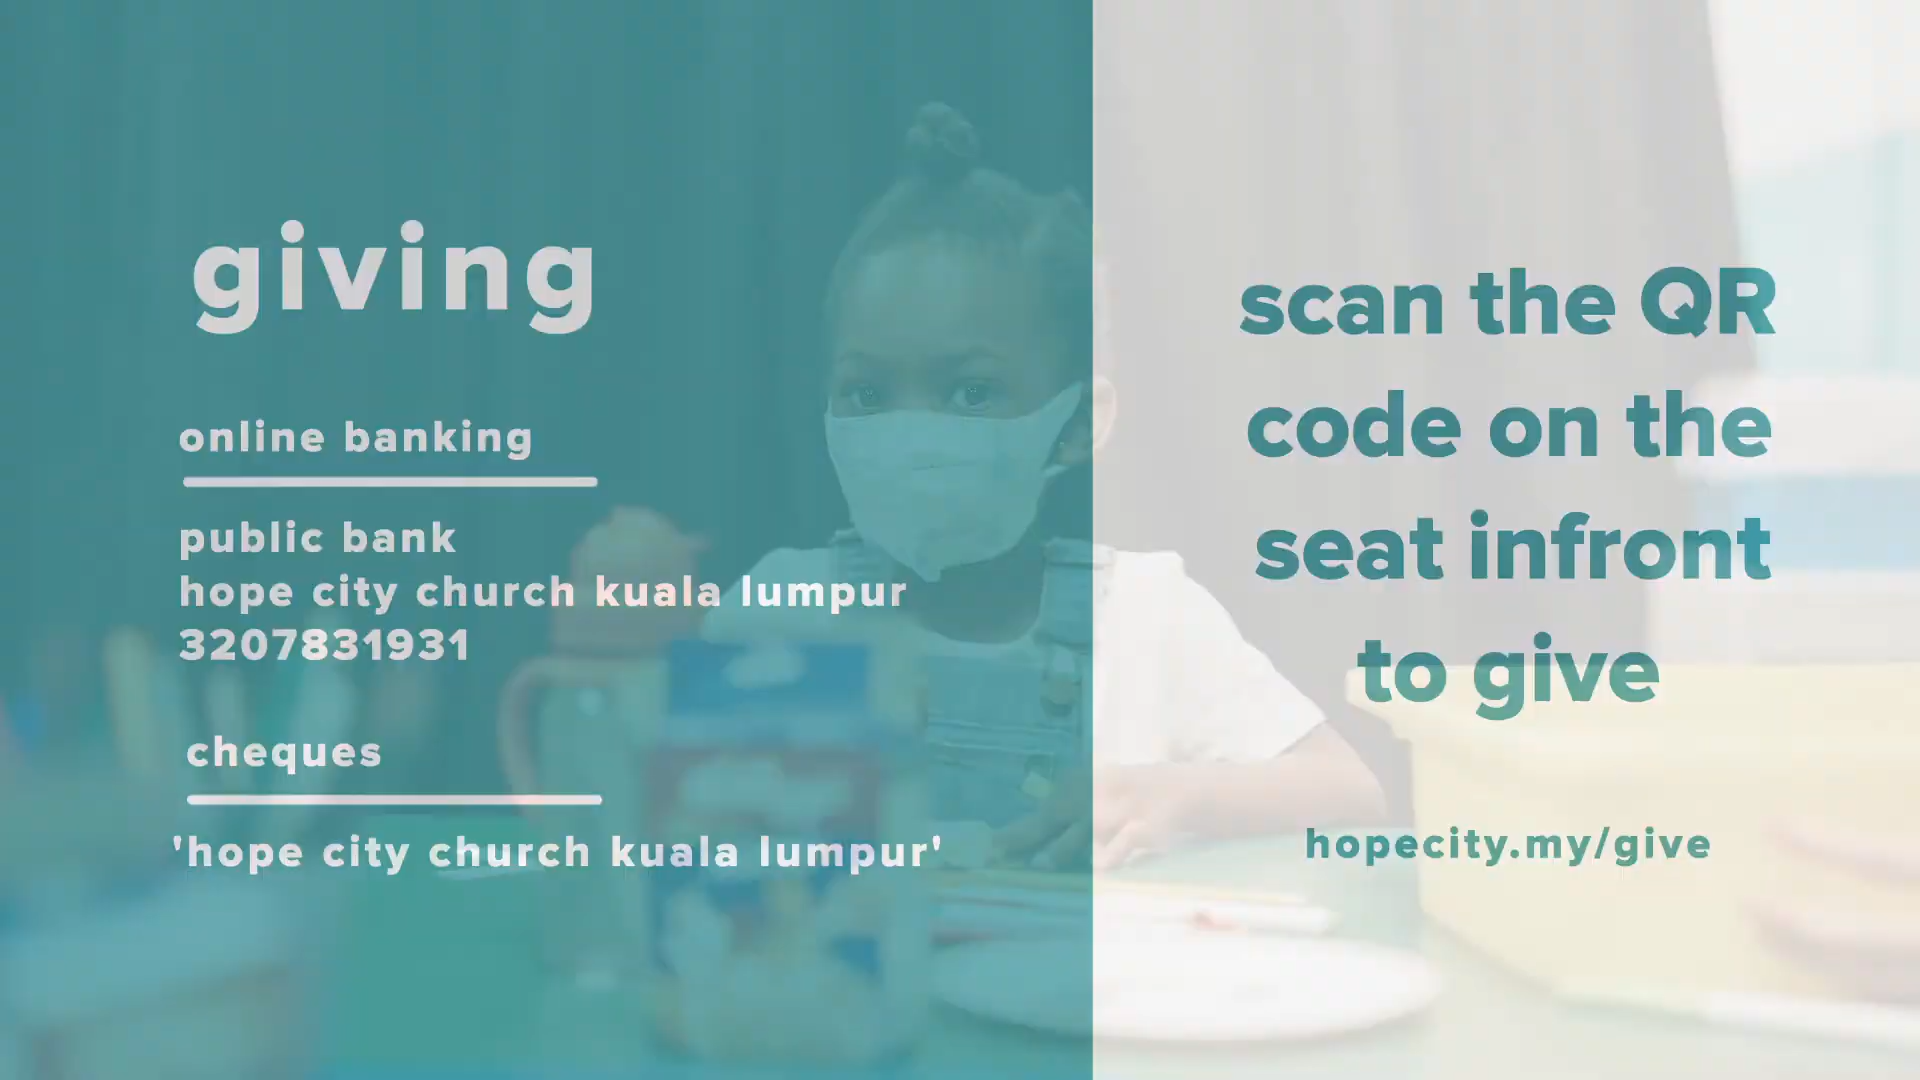 giving
online banking
public bank
hope city church kuala lumpur
3207831931
cheques
'hope city church kuala lumpur'
scan the QR
code on the
seat infront
to give
hopecity.my/give